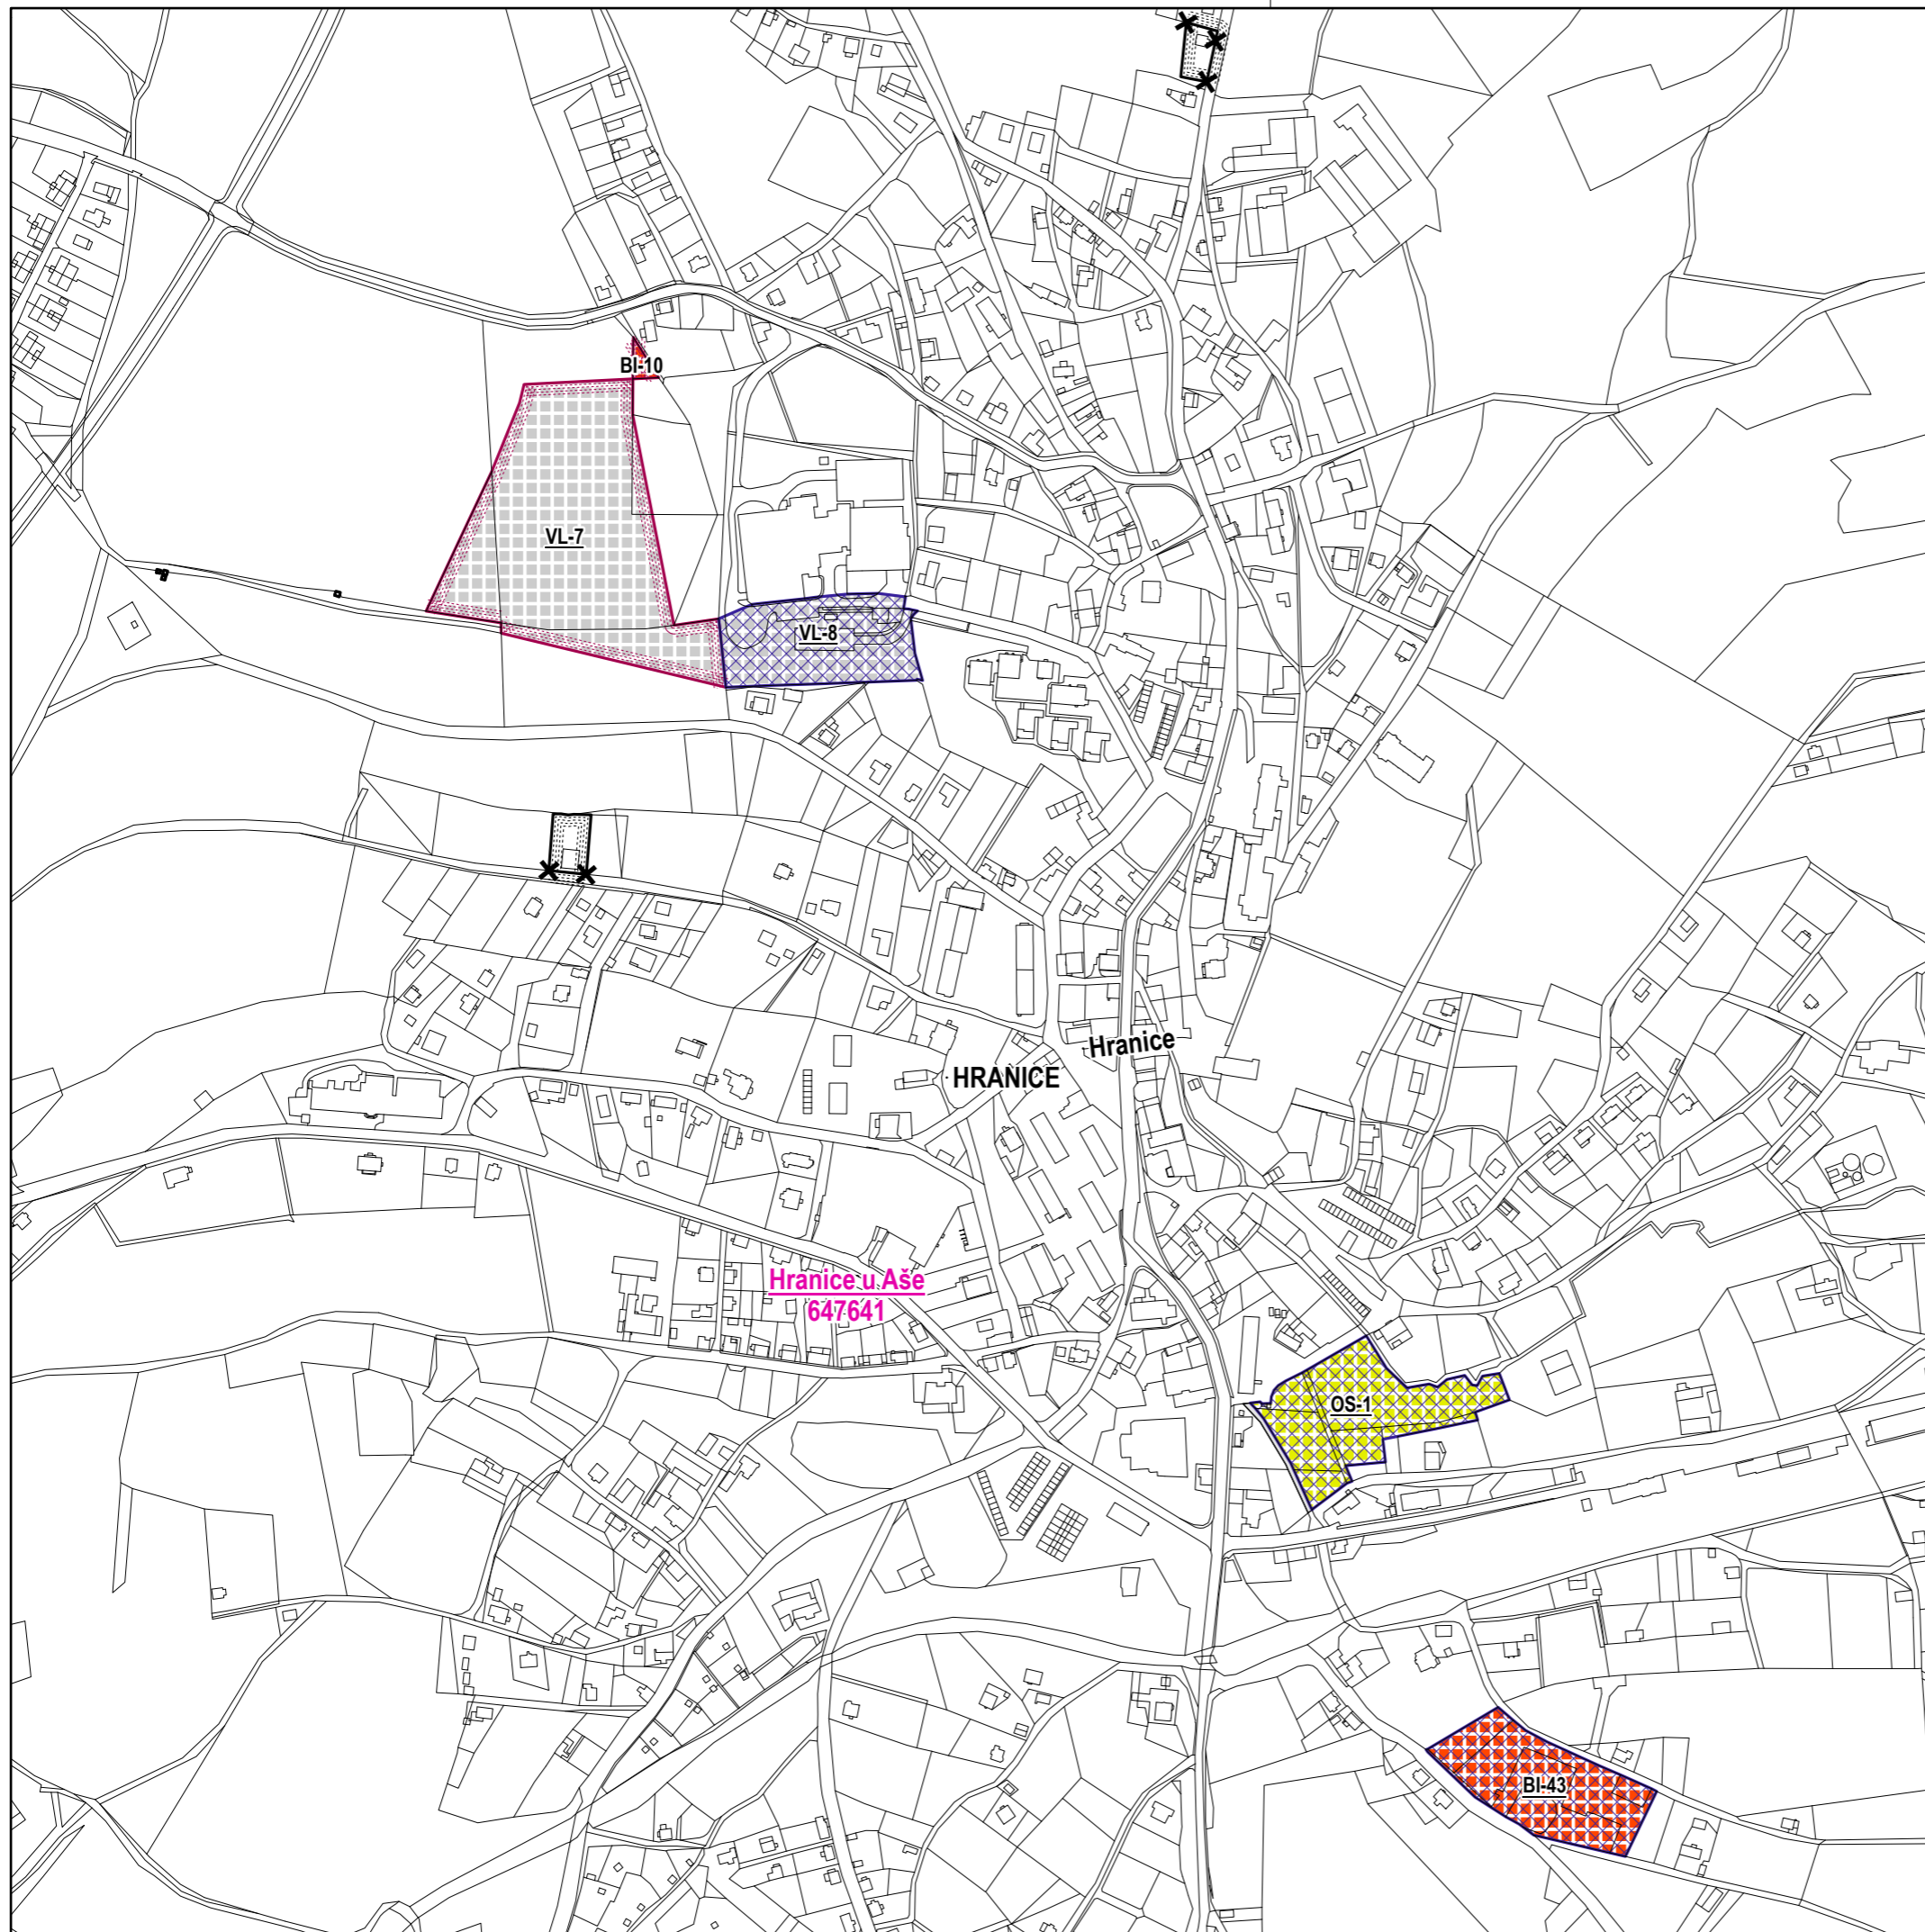 BI-10
VL-7
VL-8
Hranice
HRANICE
Hranice u Aše
647641
OS-1
BI-43